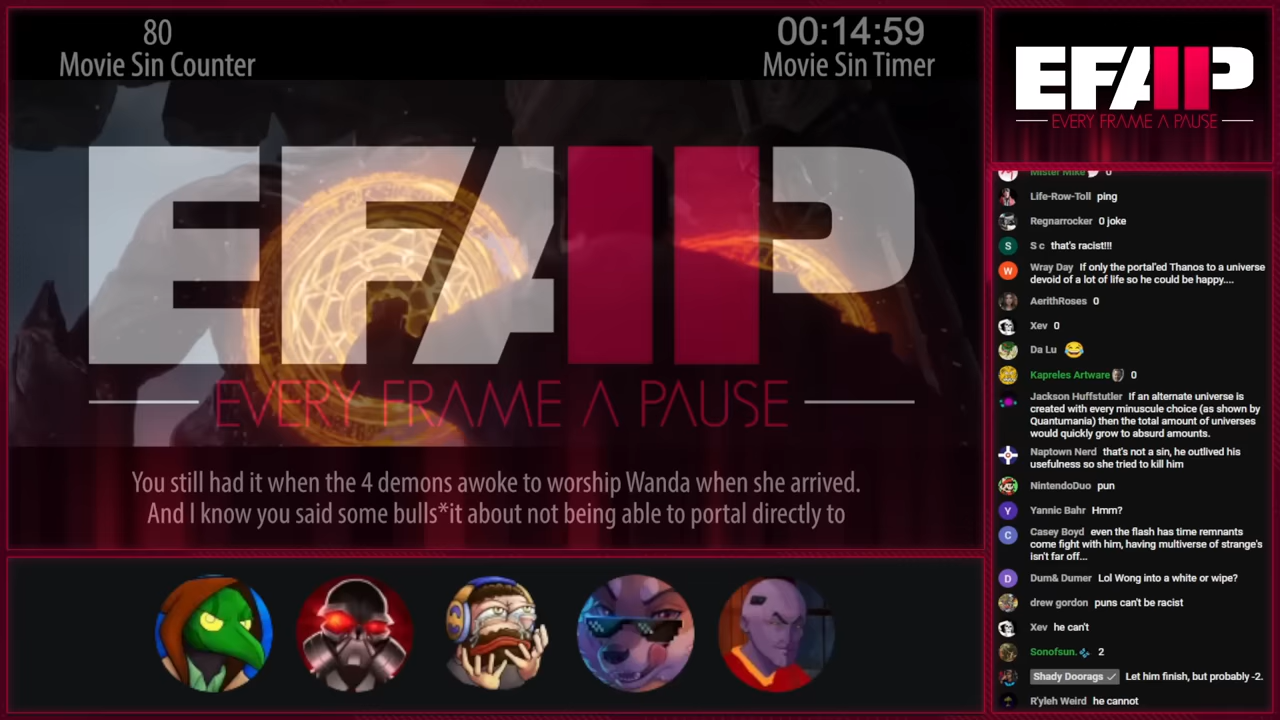 80
Movie Sin Counter
00:14:59
Movie Sin Timer
EFAP
EVERY FRAME A PAUSE
You still had it when the 4 demons awoke to worship Wanda when she arrived.
And I know you said some bulls*it about not being able to portal directly to
EFAP
EVERY FRAME A PAUSE
Mister Mike 0
Life-Row-Toll ping
Regnarrocker 0 joke
S
S c that's racist!!!
W
Wray Day If only the portal'ed Thanos to a universe
devoid of a lot of life so he could be happy....
AerithRoses 0
Xev 0
Da Lu 😂
Kapreles Artware 0
Jackson Huffstutler If an alternate universe is
created with every minuscule choice (as shown by
Quantumania) then the total amount of universes
would quickly grow to absurd amounts.
Naptown Nerd that's not a sin, he outlived his
usefulness so she tried to kill him
NintendoDuo pun
Y
Yannic Bahr Hmm?
C
Casey Boyd even the flash has time remnants
come fight with him, having multiverse of strange's
isn't far off...
D
Dum& Dumer Lol Wong into a white or wipe?
drew gordon puns can't be racist
Xev he can't
Sonofsun. 2
Shady Doorags ✓ Let him finish, but probably -2.
R'yleh Weird he cannot